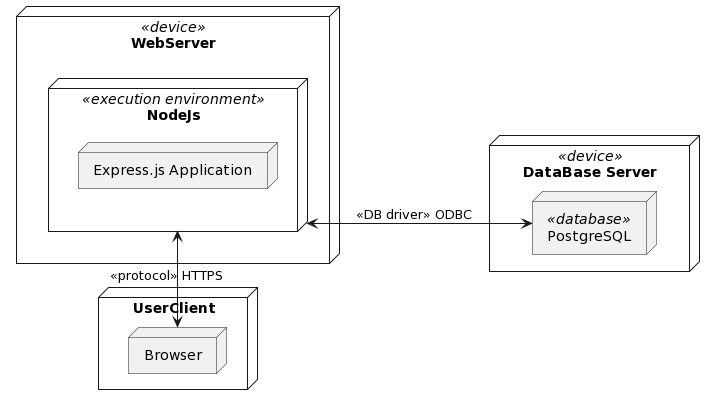 «device»
WebServer
«execution environment»
NodeJs
Express.js Application
«device»
DataBase Server
«database»
PostgreSQL
«DB driver» ODBC
«protocol» HTTPS
UserClient
Browser